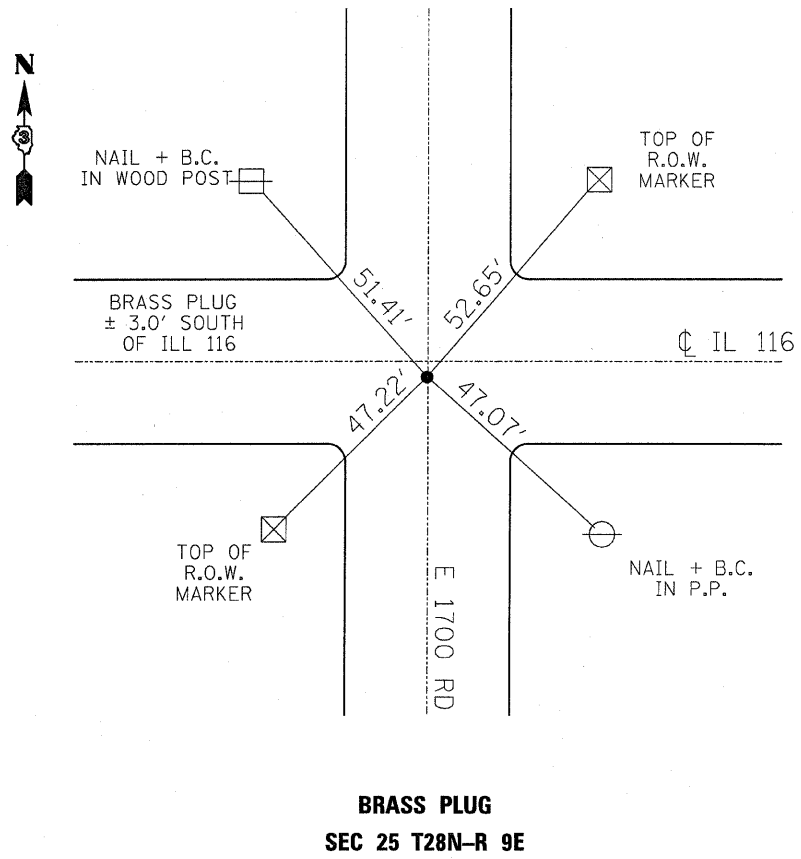 N
3
NAIL + B.C.
IN WOOD POST
TOP OF
R.O.W.
MARKER
51.41'
52.65'
BRASS PLUG
± 3.0' SOUTH
OF ILL 116
℄ IL 116
47.22'
47.07'
TOP OF
R.O.W.
MARKER
NAIL + B.C.
IN P.P.
E 1700 RD
BRASS PLUG
SEC 25 T28N–R 9E